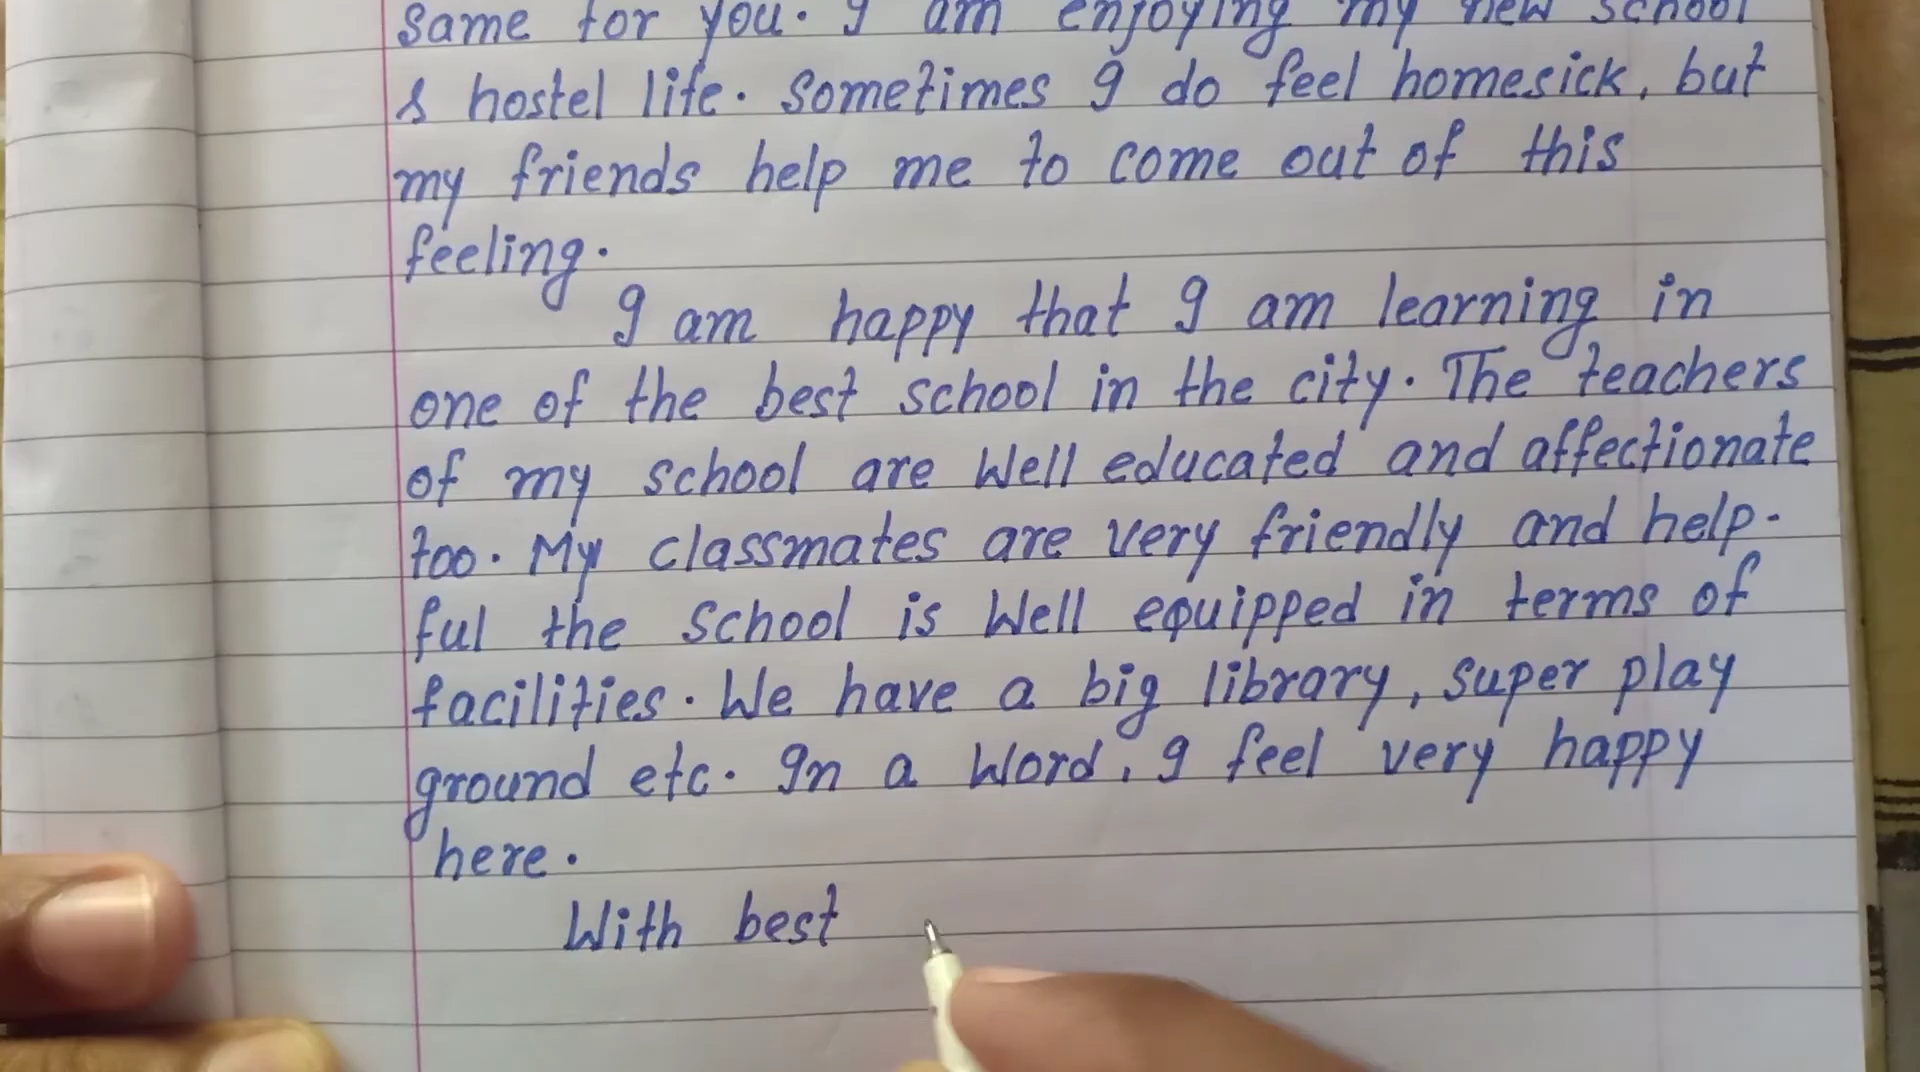 same for you. I am enjoying my new school
& hostel life. Sometimes I do feel homesick, but
my friends help me to come out of this
feeling.
I am happy that I am learning in
one of the best school in the city. The teachers
of my school are Well educated and affectionate
too. My classmates are very friendly and help-
ful the School is Well equipped in terms of
facilities. We have a big library, super play
ground etc. In a Word, I feel very happy
here.
With best